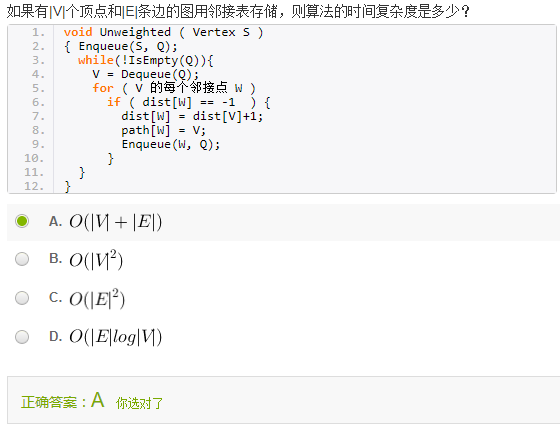 如果有|V|个顶点和|E|条边的图用邻接表存储，则算法的时间复杂度是多少？
1. void Unweighted ( Vertex S )
2. { Enqueue(S, Q);
3. while(!IsEmpty(Q)){
4. V = Dequeue(Q);
5. for ( V 的每个邻接点 W )
6. if ( dist[W] == -1 ) {
7. dist[W] = dist[V]+1;
8. path[W] = V;
9. Enqueue(W, Q);
10. }
11. }
12. }
A. O(|V| + |E|)
B. O(|V|²)
C. O(|E|²)
D. O(|E|log|V|)
正确答案：A 你选对了